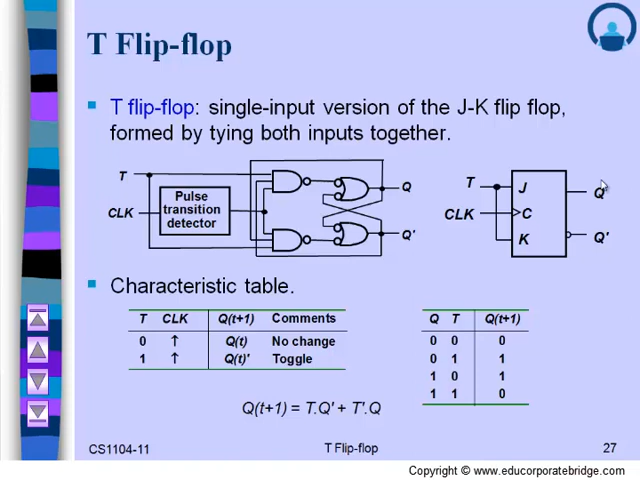 T Flip-flop
T flip-flop: single-input version of the J-K flip flop,
formed by tying both inputs together.
T
CLK
Pulse
transition
detector
Q
Q'
T
CLK
J
C
K
Q
Q'
Characteristic table.
T CLK Q(t+1) Comments
0 ↑ Q(t) No change
1 ↑ Q(t)' Toggle
Q T Q(t+1)
0 0 0
0 1 1
1 0 1
1 1 0
Q(t+1) = T.Q' + T'.Q
CS1104-11 T Flip-flop 27
Copyright © www.educorporatebridge.com